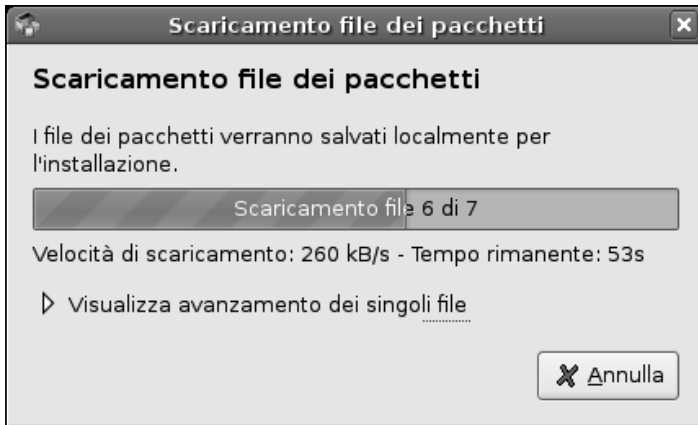 Scaricamento file dei pacchetti
Scaricamento file dei pacchetti
I file dei pacchetti verranno salvati localmente per
l'installazione.
Scaricamento file 6 di 7
Velocità di scaricamento: 260 kB/s - Tempo rimanente: 53s
Visualizza avanzamento dei singoli file
Annulla